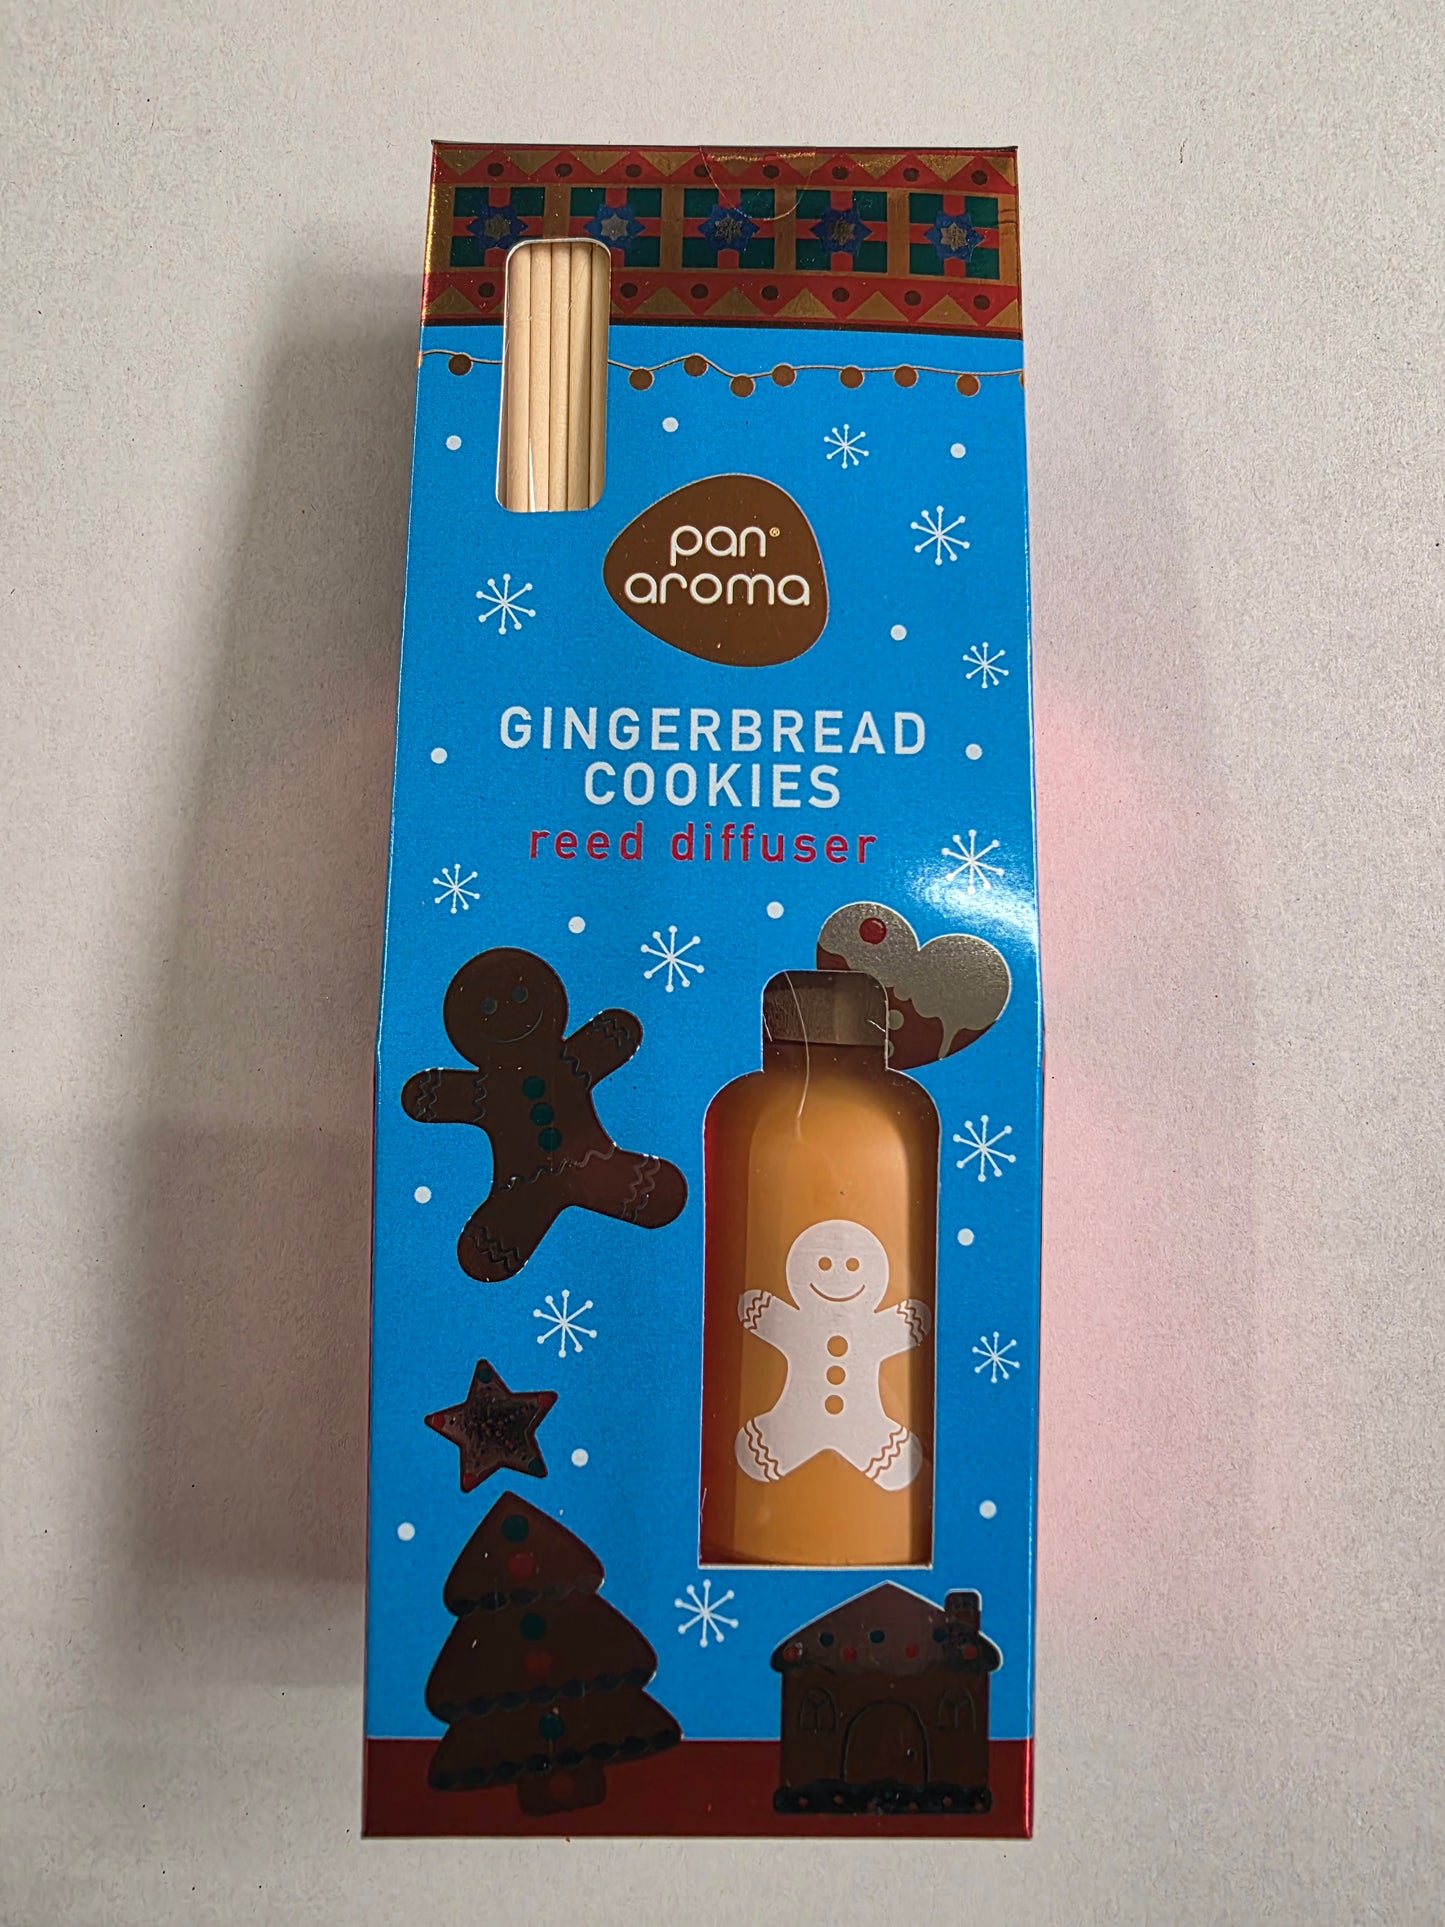 pan®
aroma
GINGERBREAD
COOKIES
reed diffuser